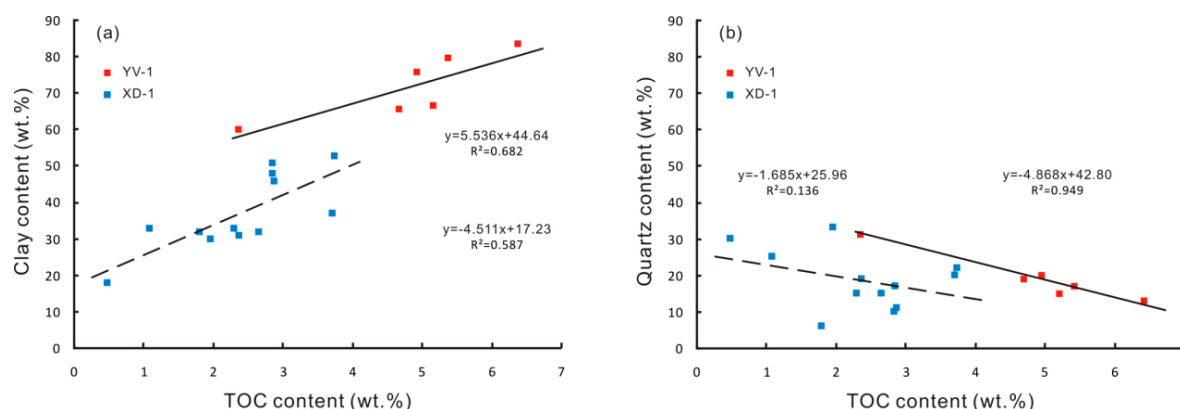 (a)
YV-1
XD-1
Clay content (wt.%)
90
80
70
60
50
40
30
20
10
0
y=5.536x+44.64
R²=0.682
y=-4.511x+17.23
R²=0.587
0 1 2 3 4 5 6 7
TOC content (wt.%)
(b)
YV-1
XD-1
Quartz content (wt.%)
90
80
70
60
50
40
30
20
10
0
y=-1.685x+25.96
R²=0.136
y=-4.868x+42.80
R²=0.949
0 1 2 3 4 5 6
TOC content (wt.%)